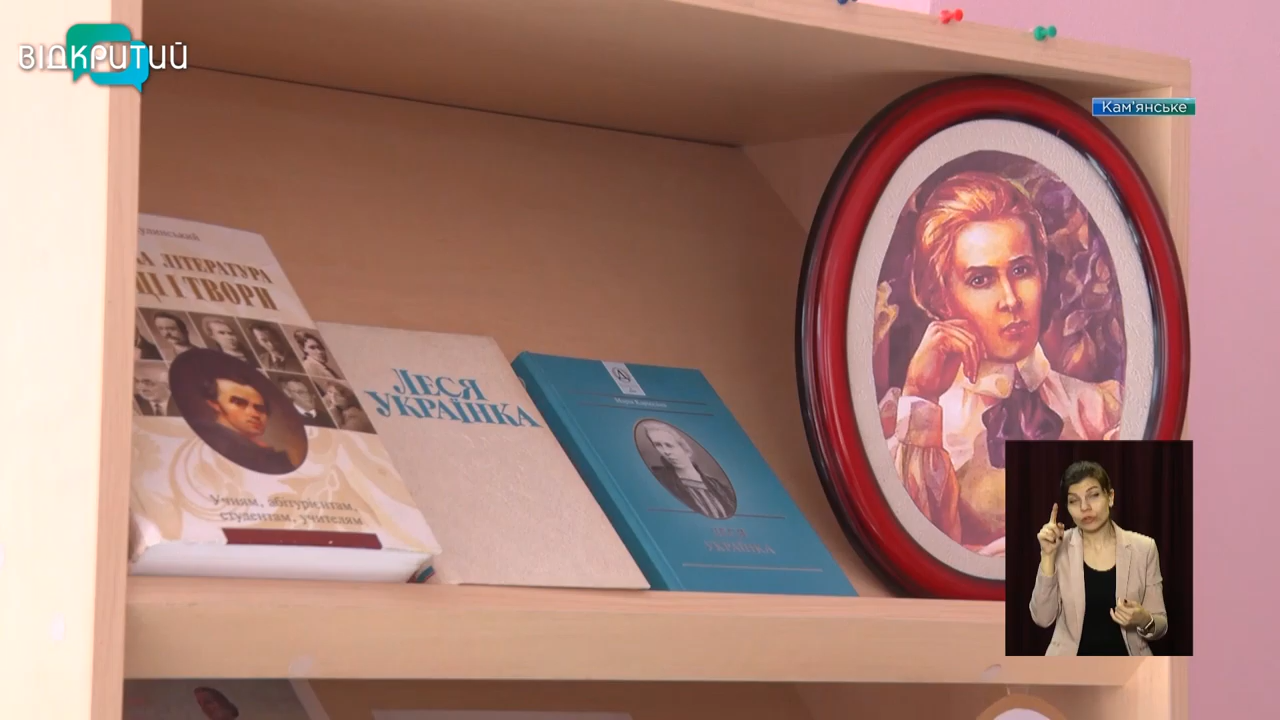 ВІДКРИТИЙ
Кам'янське
ЛІТЕРАТУРА
І ТВОРИ
Учням, абітурієнтам,
студентам, учителям
ЛЕСЯ
УКРАЇНКА
ЛЕСЯ
УКРАЇНКА